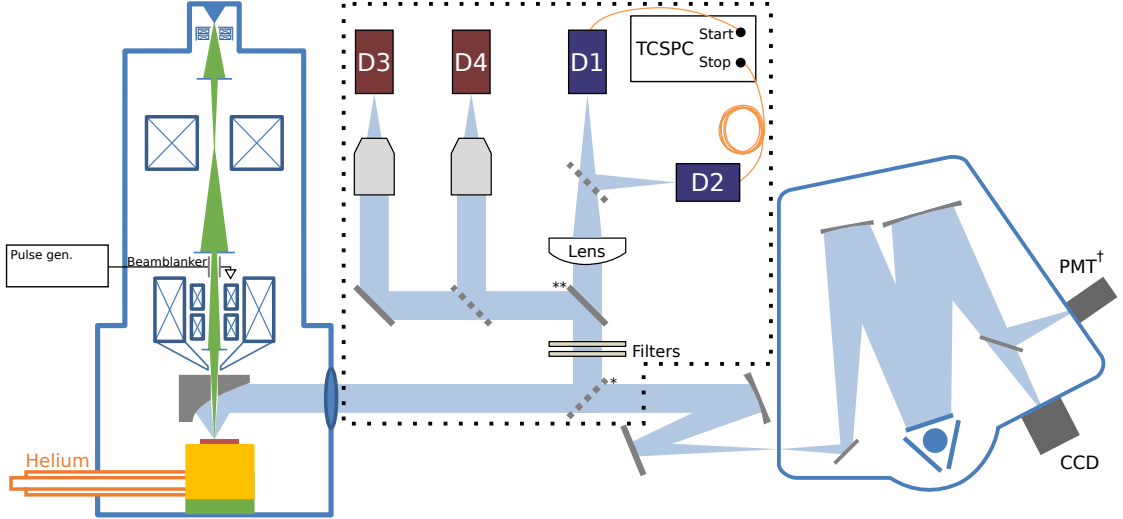 D3
D4
D1
TCSPC
Start
Stop
D2
Lens
Pulse gen.
Beamblanker
**
Filters
*
PMT†
CCD
Helium